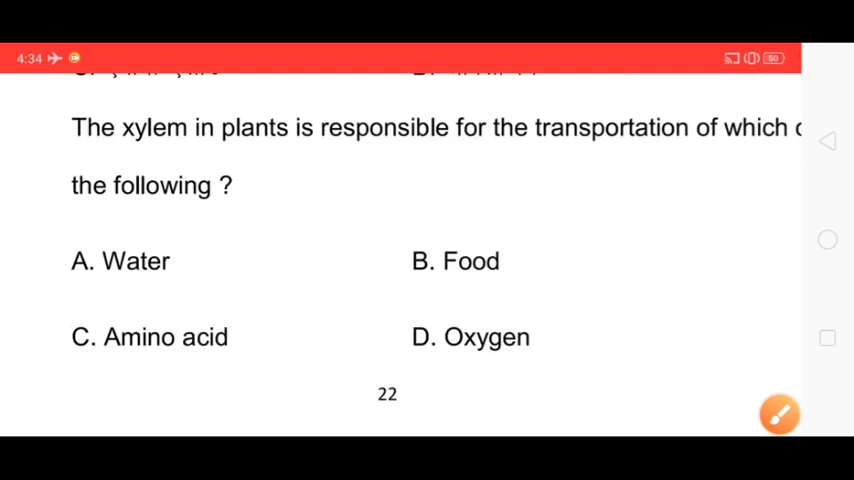 4:34
50
The xylem in plants is responsible for the transportation of which
the following ?
A. Water B. Food
C. Amino acid D. Oxygen
22